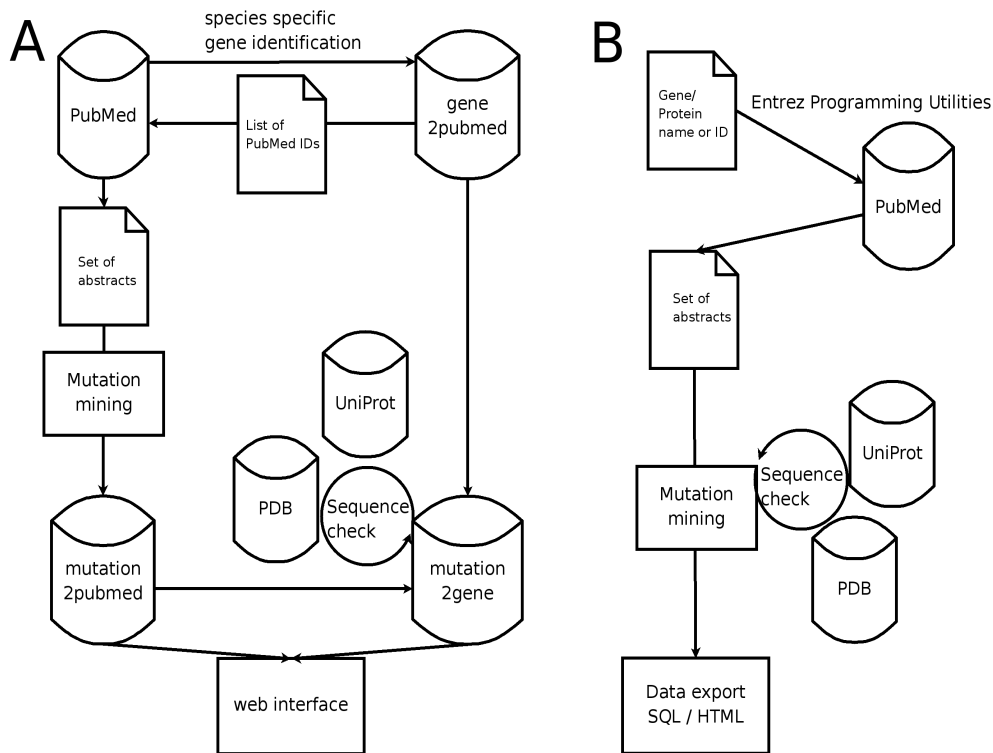 A
species specific
gene identification
PubMed
gene
2pubmed
List of
PubMed IDs
Set of
abstracts
Mutation
mining
UniProt
PDB
Sequence
check
mutation
2pubmed
mutation
2gene
web interface
B
Gene/
Protein
name or ID
Entrez Programming Utilities
PubMed
Set of
abstracts
UniProt
Sequence
check
Mutation
mining
PDB
Data export
SQL / HTML